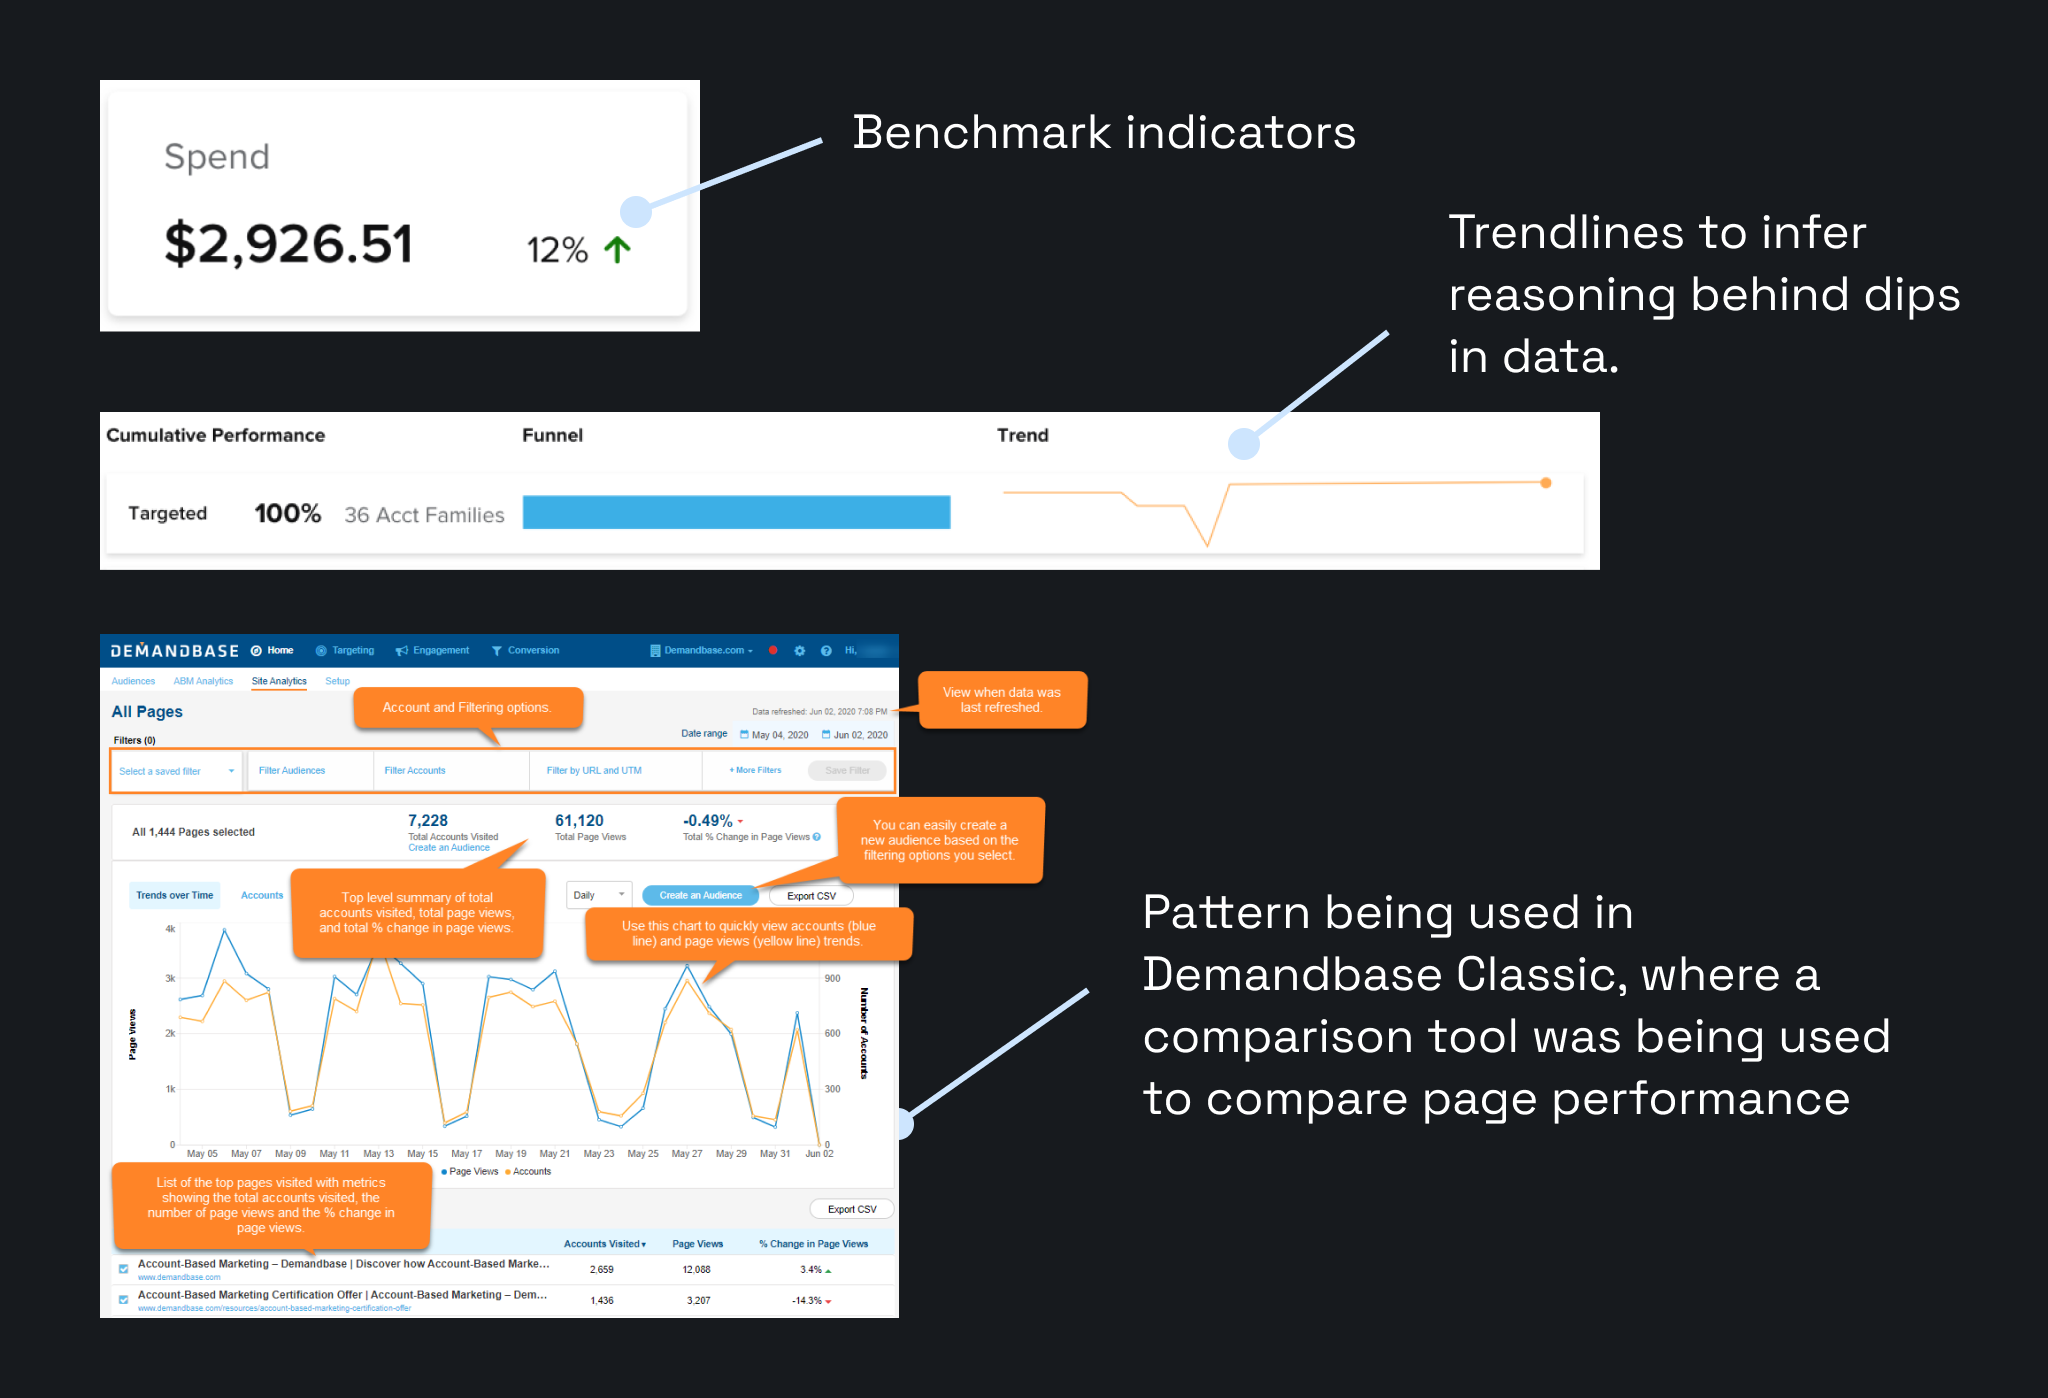 Spend
$2,926.51
12%
Benchmark indicators
Trendlines to infer
reasoning behind dips
in data.
Cumulative Performance
Funnel
Trend
Targeted
100%
36 Acct Families
DEMANDBASE
Home
Targeting
Engagement
Conversion
Demandbase.com
Hi,
Audiences
ABM Analytics
Site Analytics
Setup
All Pages
Account and Filtering options.
Data refreshed: Jun 02, 2020 7:08 PM
View when data was
last refreshed.
Filters (0)
Date range
May 04, 2020
Jun 02, 2020
Select a saved filter
Filter Audiences
Filter Accounts
Filter by URL and UTM
+ More Filters
Save Filter
All 1,444 Pages selected
7,228
Total Accounts Visited
Create an Audience
61,120
Total Page Views
-0.49%
Total % Change in Page Views
You can easily create a
new audience based on the
filtering options you select.
Trends over Time
Accounts
Top level summary of total
accounts visited, total page views,
and total % change in page views.
Daily
Create an Audience
Export CSV
Use this chart to quickly view accounts (blue
line) and page views (yellow line) trends.
4k
3k
2k
1k
0
Page Views
900
600
300
0
Number of Accounts
May 05
May 07
May 09
May 11
May 13
May 15
May 17
May 19
May 21
May 23
May 25
May 27
May 29
May 31
Jun 02
Page Views
Accounts
Pattern being used in
Demandbase Classic, where a
comparison tool was being used
to compare page performance
List of the top pages visited with metrics
showing the total accounts visited, the
number of page views and the % change in
page views.
Export CSV
Accounts Visited
Page Views
% Change in Page Views
Account-Based Marketing – Demandbase | Discover how Account-Based Marke...
www.demandbase.com
2,659
12,088
3.4%
Account-Based Marketing Certification Offer | Account-Based Marketing – Dem...
www.demandbase.com/resources/account-based-marketing-certification-offer
1,436
3,207
-14.3%